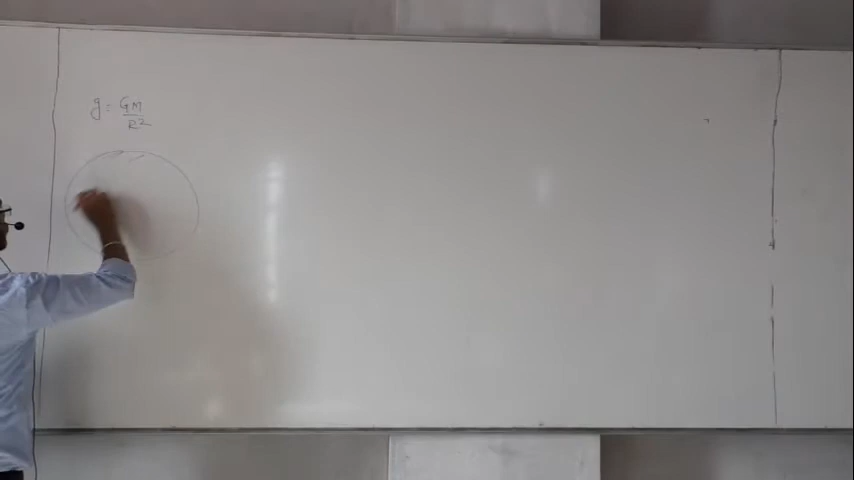 g = GM/R²